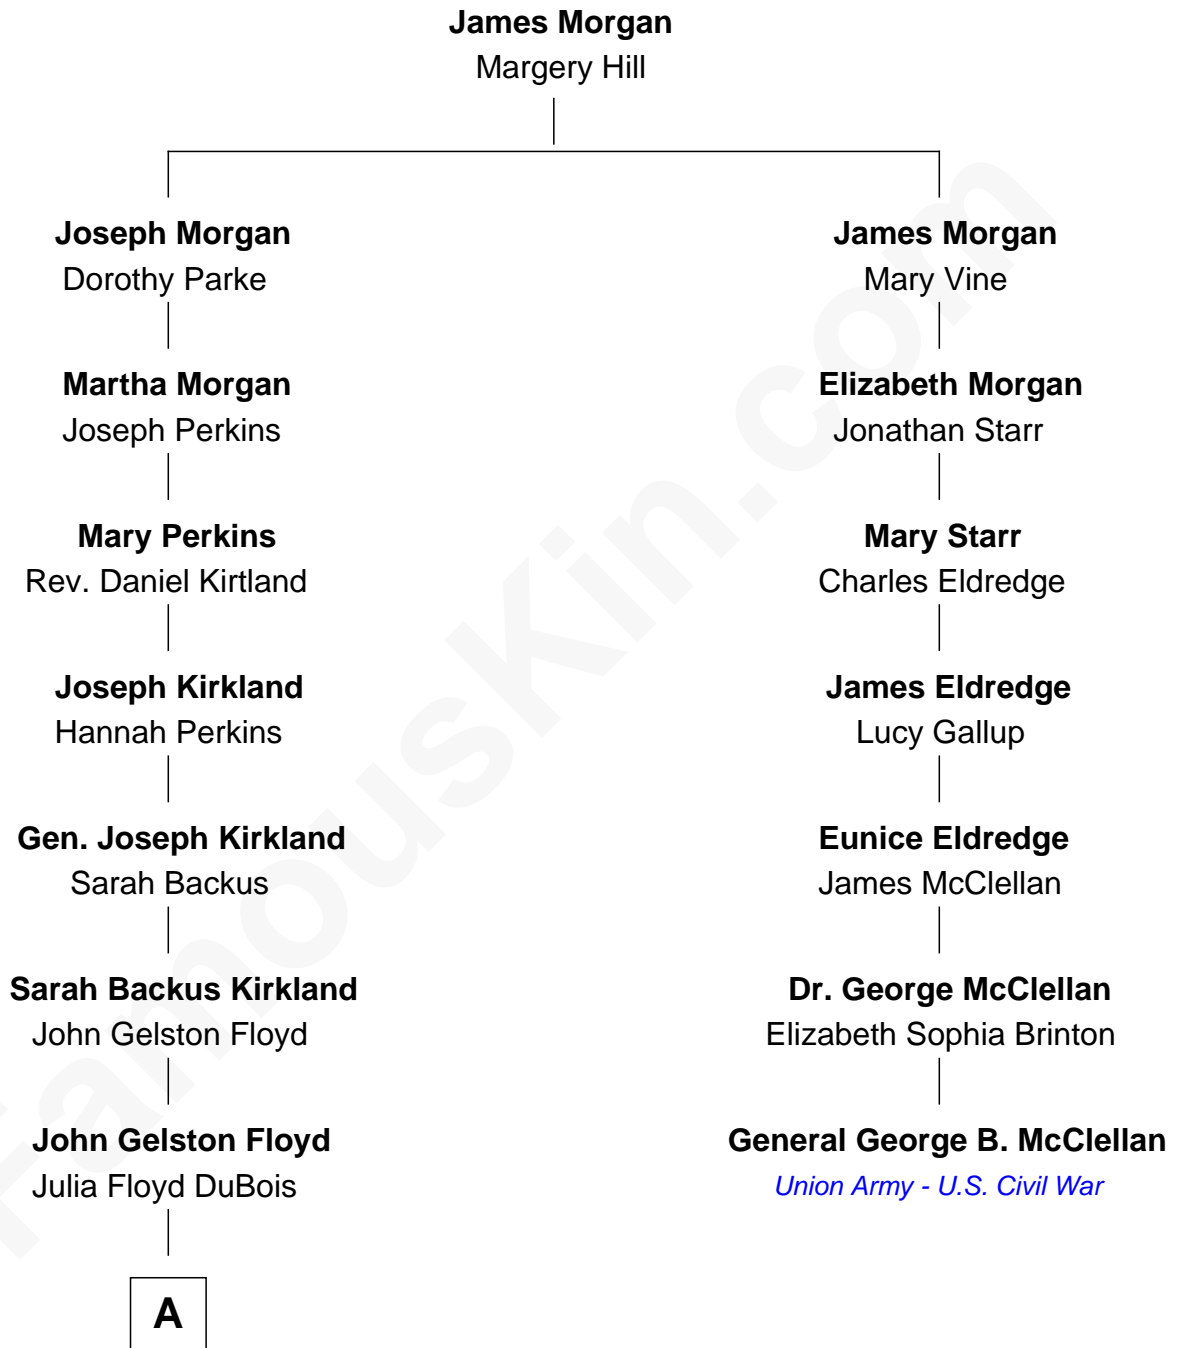 James Morgan
Margery Hill
Joseph Morgan
Dorothy Parke
James Morgan
Mary Vine
Martha Morgan
Joseph Perkins
Elizabeth Morgan
Jonathan Starr
Mary Perkins
Rev. Daniel Kirtland
Mary Starr
Charles Eldredge
Joseph Kirkland
Hannah Perkins
James Eldredge
Lucy Gallup
Gen. Joseph Kirkland
Sarah Backus
Eunice Eldredge
James McClellan
Sarah Backus Kirkland
John Gelston Floyd
Dr. George McClellan
Elizabeth Sophia Brinton
John Gelston Floyd
Julia Floyd DuBois
General George B. McClellan
Union Army - U.S. Civil War
A
FamousKin.com